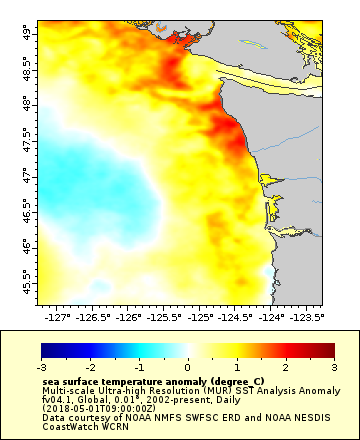 49°
48.5°
48°
47.5°
47°
46.5°
46°
45.5°
-127° -126.5° -126° -125.5° -125° -124.5° -124° -123.5°
-3 -2 -1 0 1 2 3
sea surface temperature anomaly (degree_C)
Multi-scale Ultra-high Resolution (MUR) SST Analysis Anomaly
fv04.1, Global, 0.01°, 2002-present, Daily
(2018-05-01T09:00:00Z)
Data courtesy of NOAA NMFS SWFSC ERD and NOAA NESDIS
CoastWatch WCRN